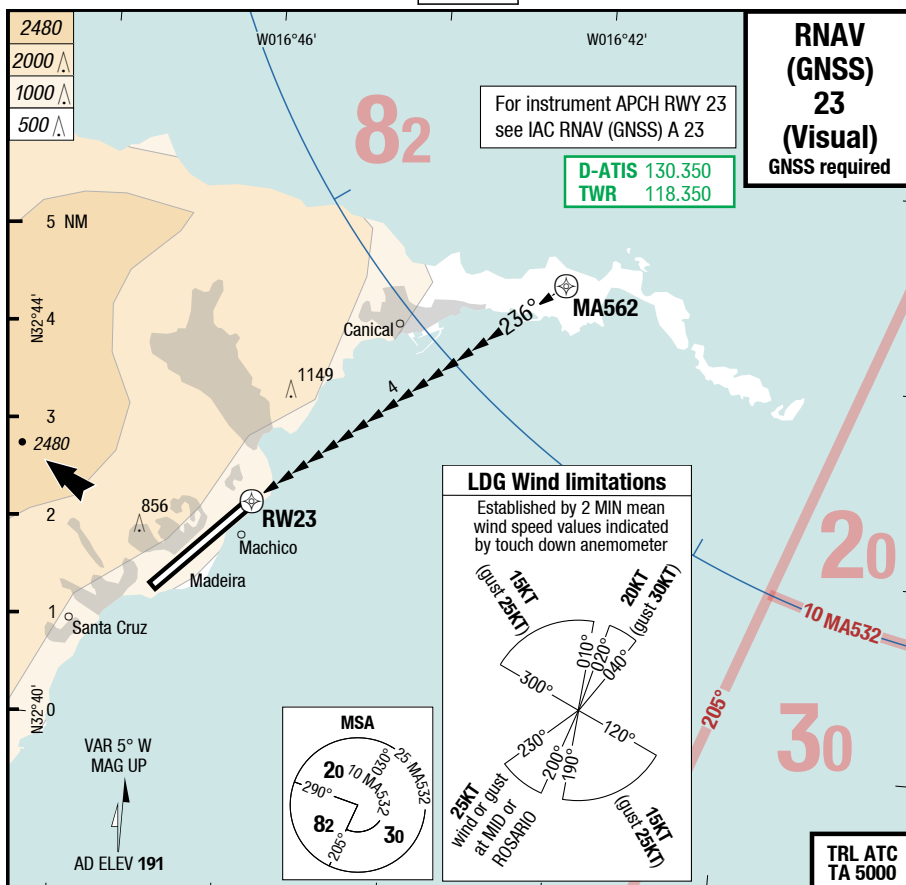 2480
2000
1000
500
W016°46'
W016°42'
RNAV
(GNSS)
23
(Visual)
GNSS required
For instrument APCH RWY 23
see IAC RNAV (GNSS) A 23
D-ATIS 130.350
TWR 118.350
82
5 NM
N32°44'
4
3
2
1
0
N32°40'
MA562
236°
4
Canical
1149
2480
856
RW23
Machico
Madeira
Santa Cruz
LDG Wind limitations
Established by 2 MIN mean
wind speed values indicated
by touch down anemometer
15KT
(gust 25KT)
20KT
(gust 30KT)
010°
020°
040°
300°
120°
230°
200°
190°
25KT
wind or gust
at MID or
ROSARIO
15KT
(gust 25KT)
20
10 MA532
205°
30
VAR 5° W
MAG UP
AD ELEV 191
MSA
20
10 MA532
030°
25 MA532
290°
82
30
205°
TRL ATC
TA 5000